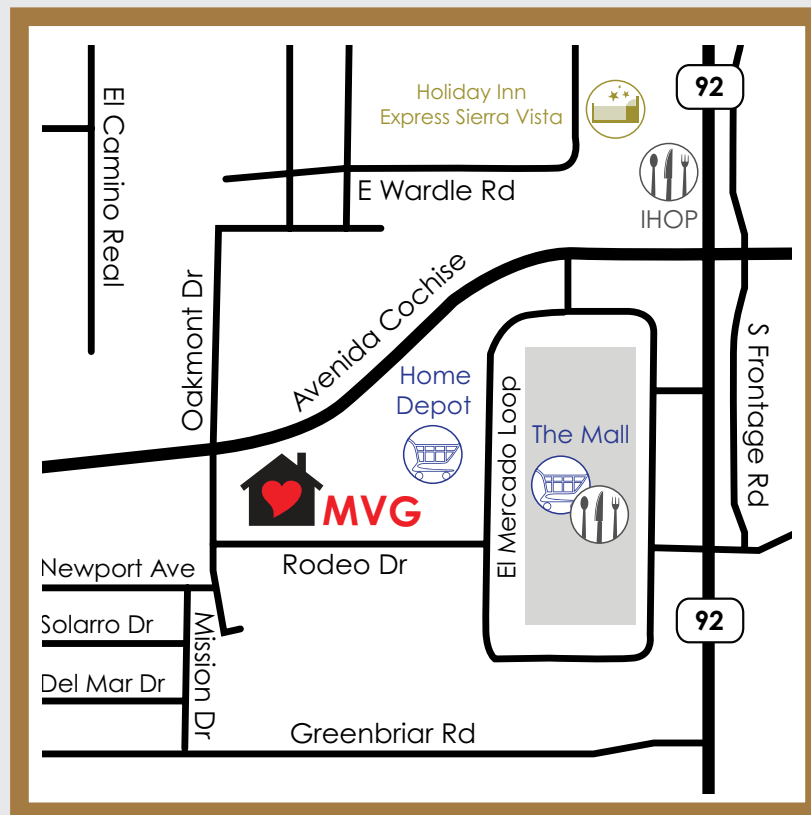 Holiday Inn
Express Sierra Vista
92
El Camino Real
E Wardle Rd
IHOP
Oakmont Dr
Avenida Cochise
S Frontage Rd
Home
Depot
El Mercado Loop
The Mall
MVG
Rodeo Dr
Newport Ave
Solarro Dr
Mission Dr
92
Del Mar Dr
Greenbriar Rd